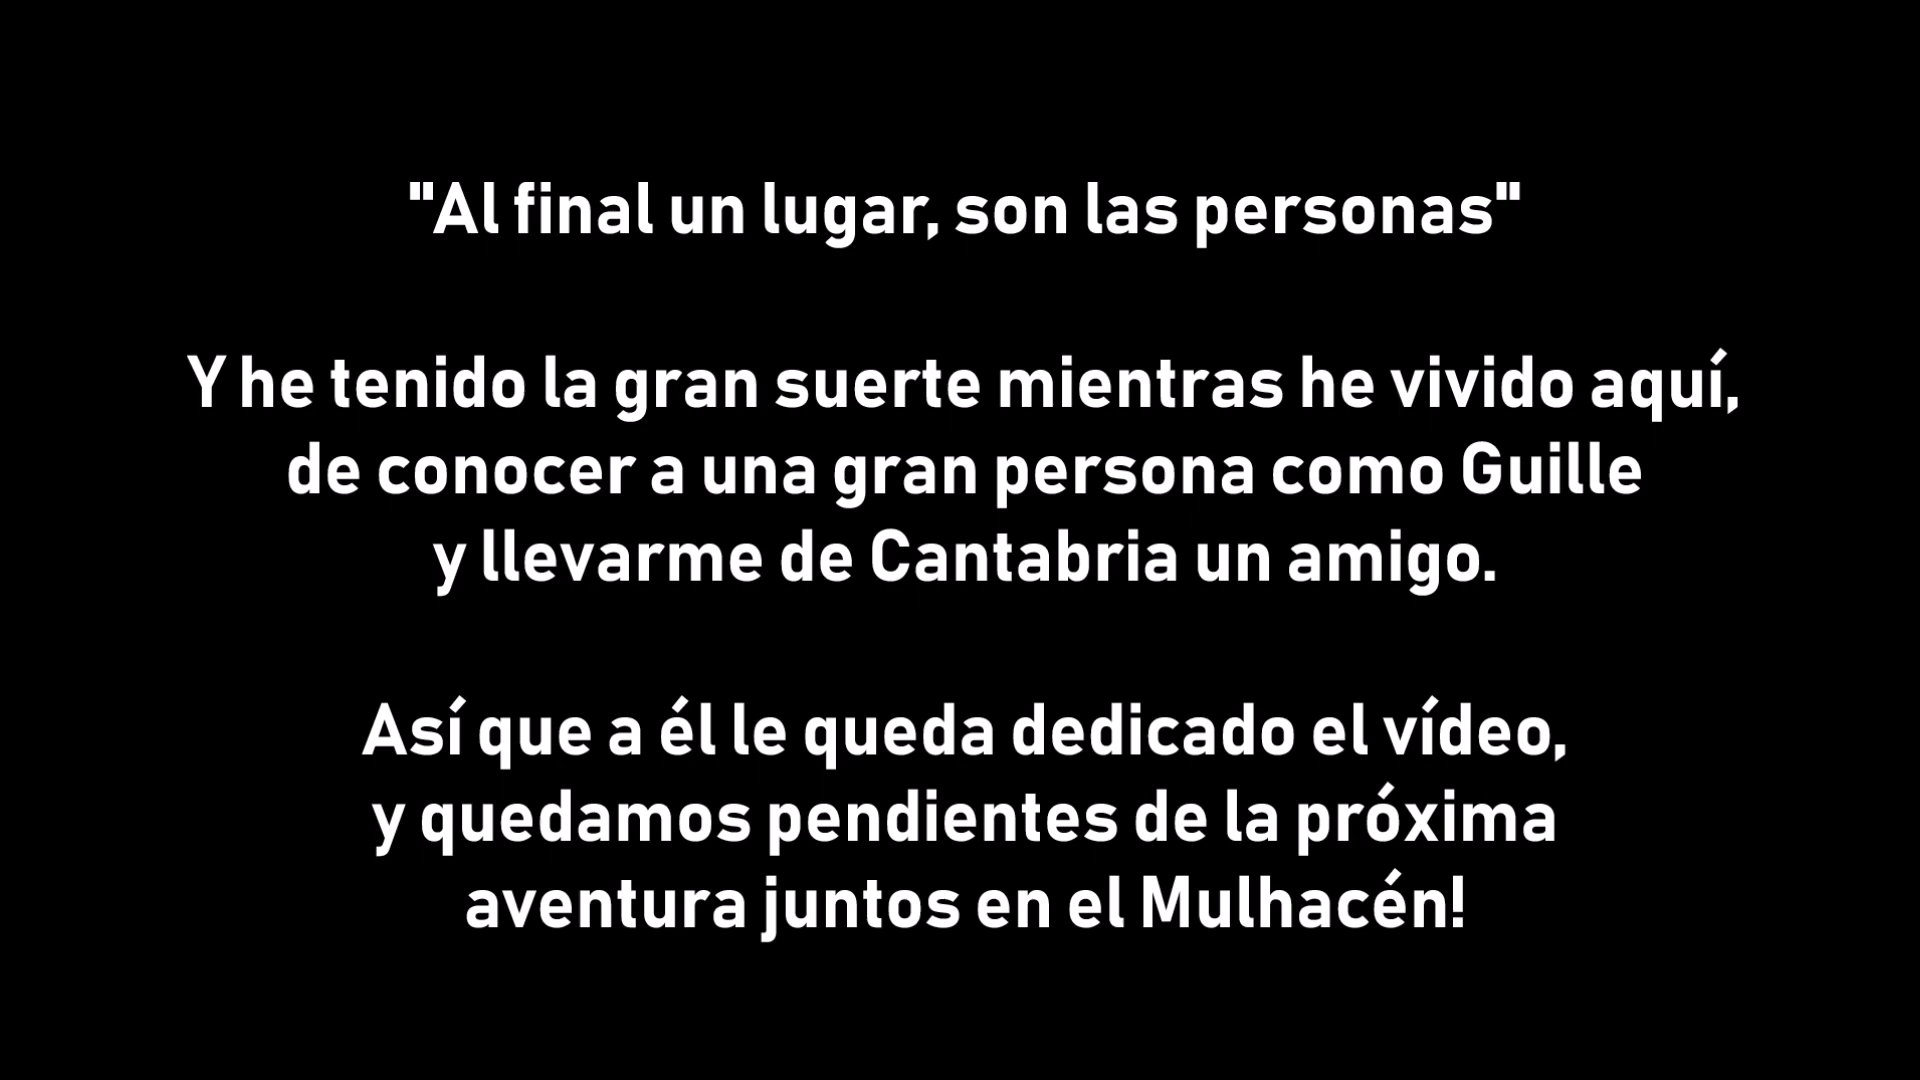 "Al final un lugar, son las personas"
Y he tenido la gran suerte mientras he vivido aquí,
de conocer a una gran persona como Guille
y llevarme de Cantabria un amigo.
Así que a él le queda dedicado el vídeo,
y quedamos pendientes de la próxima
aventura juntos en el Mulhacén!